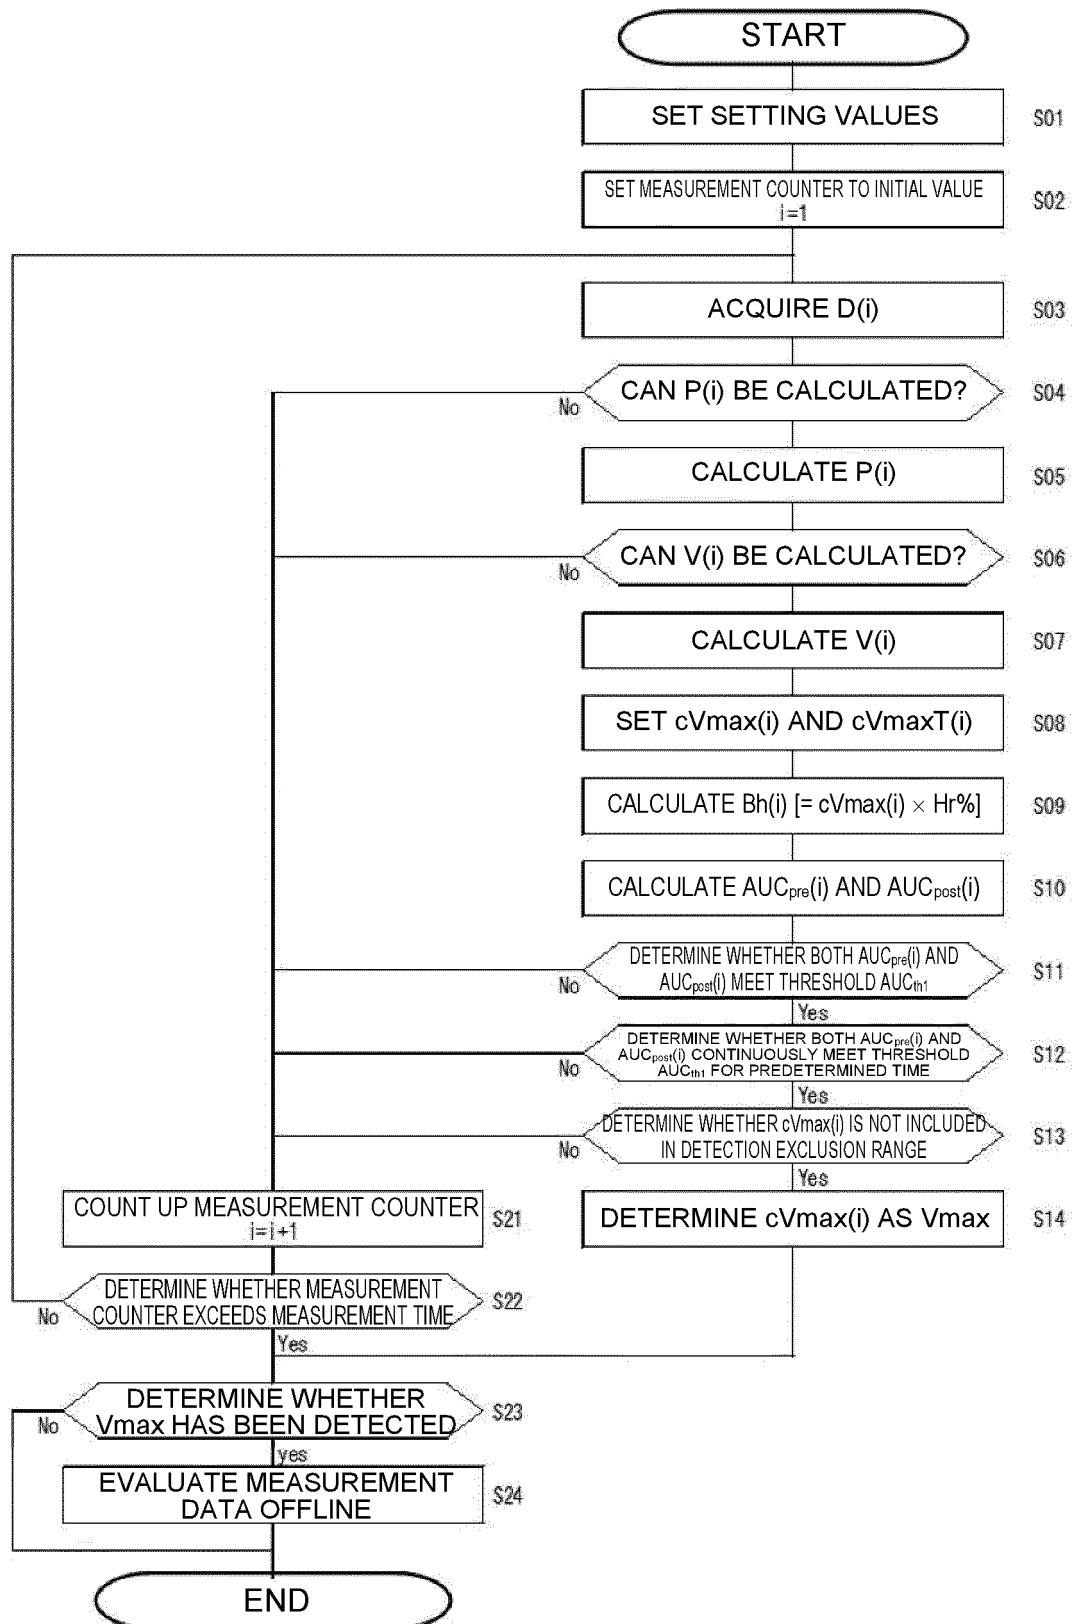 START
SET SETTING VALUES
S01
SET MEASUREMENT COUNTER TO INITIAL VALUE
i=1
S02
ACQUIRE D(i)
S03
CAN P(i) BE CALCULATED?
S04
No
CALCULATE P(i)
S05
CAN V(i) BE CALCULATED?
S06
No
CALCULATE V(i)
S07
SET cVmax(i) AND cVmaxT(i)
S08
CALCULATE Bh(i) [= cVmax(i) × Hr%]
S09
CALCULATE AUCpre(i) AND AUCpost(i)
S10
DETERMINE WHETHER BOTH AUCpre(i) AND
AUCpost(i) MEET THRESHOLD AUCth1
S11
No
Yes
DETERMINE WHETHER BOTH AUCpre(i) AND
AUCpost(i) CONTINUOUSLY MEET THRESHOLD
AUCth1 FOR PREDETERMINED TIME
S12
No
Yes
DETERMINE WHETHER cVmax(i) IS NOT INCLUDED
IN DETECTION EXCLUSION RANGE
S13
No
Yes
DETERMINE cVmax(i) AS Vmax
S14
COUNT UP MEASUREMENT COUNTER
i=i+1
S21
DETERMINE WHETHER MEASUREMENT
COUNTER EXCEEDS MEASUREMENT TIME
S22
No
Yes
DETERMINE WHETHER
Vmax HAS BEEN DETECTED
S23
No
yes
EVALUATE MEASUREMENT
DATA OFFLINE
S24
END